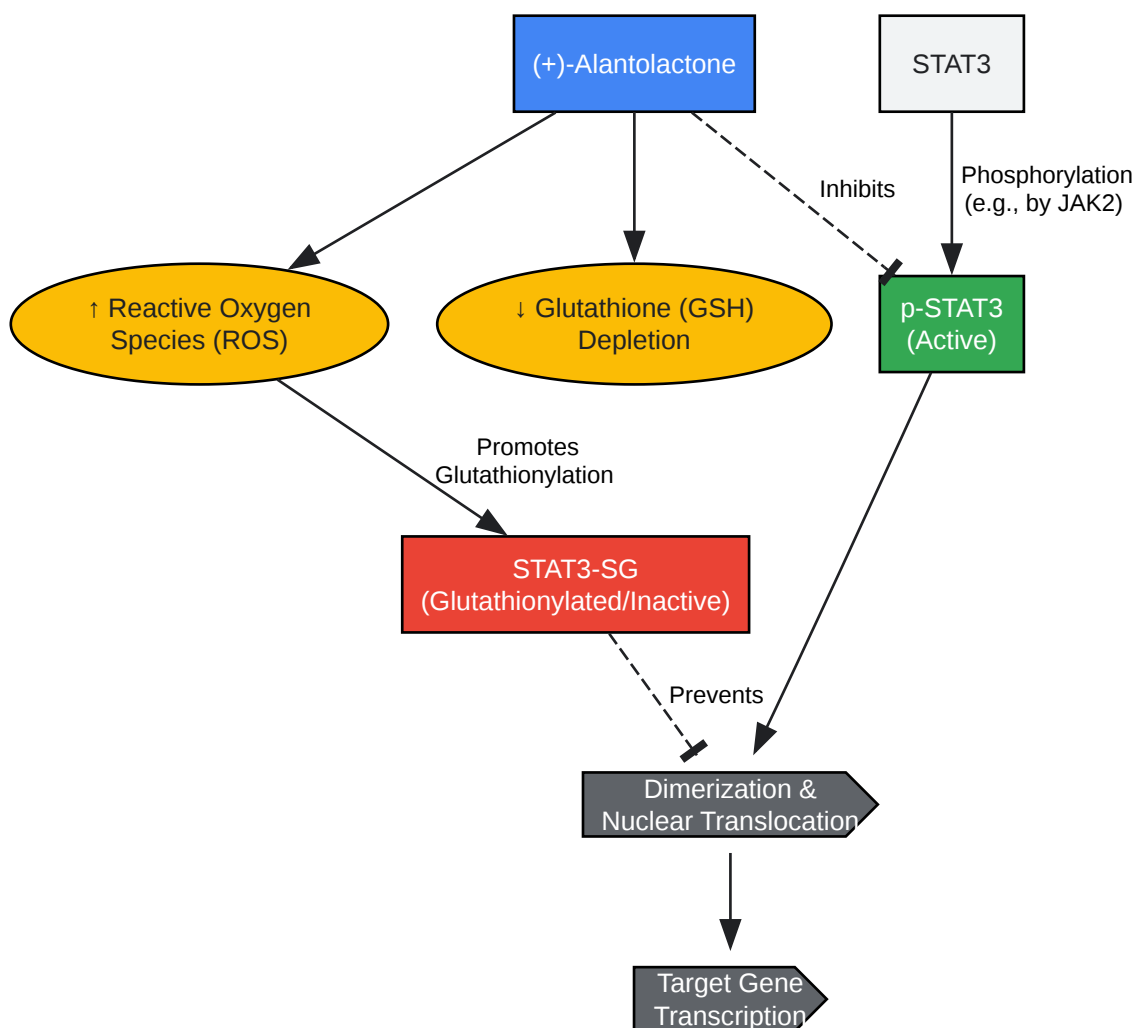 (+)-Alantolactone
STAT3
Inhibits
Phosphorylation
(e.g., by JAK2)
↑ Reactive Oxygen
Species (ROS)
↓ Glutathione (GSH)
Depletion
p-STAT3
(Active)
Promotes
Glutathionylation
STAT3-SG
(Glutathionylated/Inactive)
Prevents
Dimerization &
Nuclear Translocation
Target Gene
Transcription